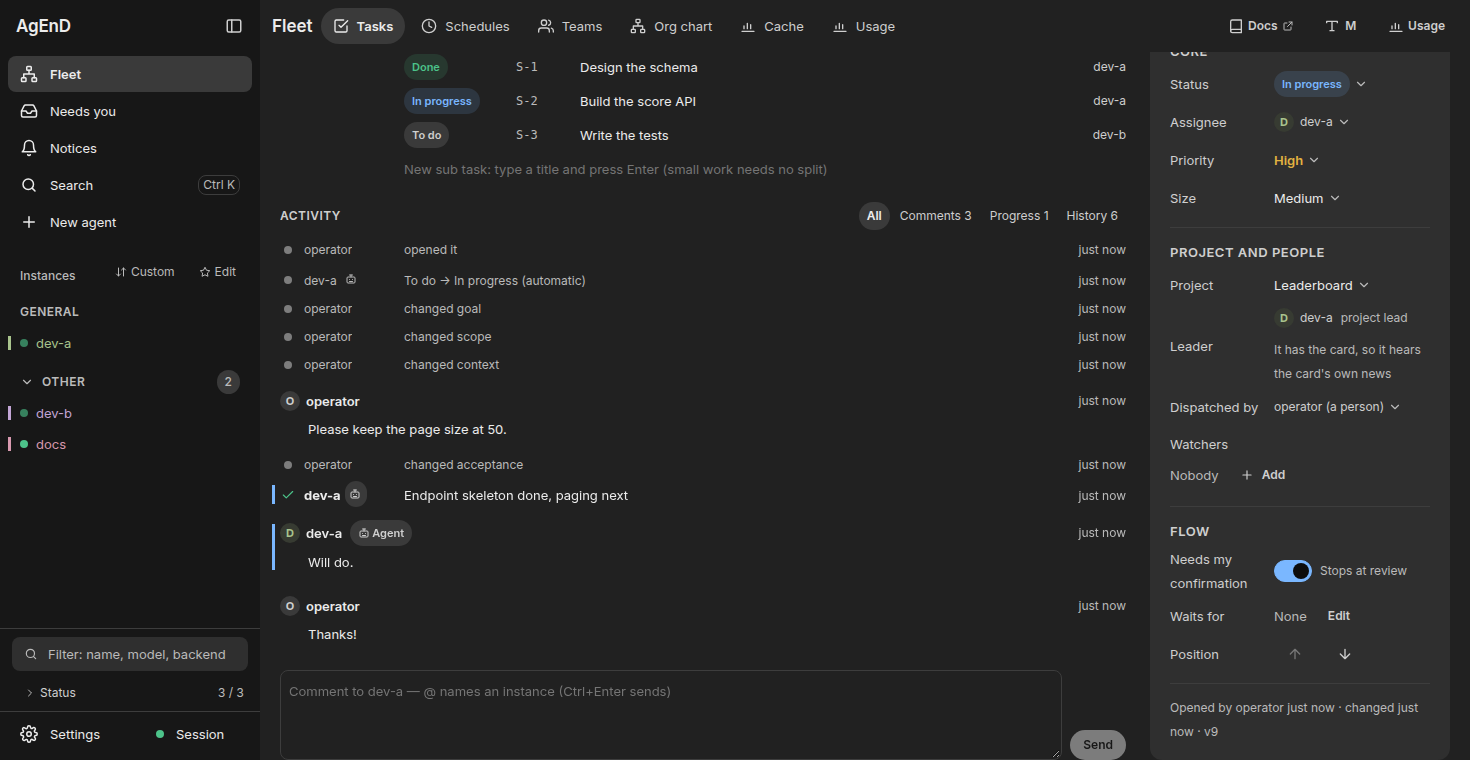 AgEnD
Fleet
Needs you
Notices
Search
Ctrl K
New agent
Instances
Custom
Edit
GENERAL
dev-a
OTHER
2
dev-b
docs
Filter: name, model, backend
Status
3 / 3
Settings
Session
Fleet
Tasks
Schedules
Teams
Org chart
Cache
Usage
Docs
M
Usage
Done S-1 Design the schema dev-a
In progress S-2 Build the score API dev-a
To do S-3 Write the tests dev-b
New sub task: type a title and press Enter (small work needs no split)
ACTIVITY
All Comments 3 Progress 1 History 6
operator opened it just now
dev-a To do → In progress (automatic) just now
operator changed goal just now
operator changed scope just now
operator changed context just now
O operator just now
Please keep the page size at 50.
operator changed acceptance just now
dev-a Endpoint skeleton done, paging next just now
D dev-a Agent just now
Will do.
O operator just now
Thanks!
Comment to dev-a — @ names an instance (Ctrl+Enter sends)
Send
CORE
Status In progress
Assignee D dev-a
Priority High
Size Medium
PROJECT AND PEOPLE
Project Leaderboard
D dev-a project lead
Leader
It has the card, so it hears
the card's own news
Dispatched by operator (a person)
Watchers
Nobody Add
FLOW
Needs my
confirmation
Stops at review
Waits for None Edit
Position
Opened by operator just now · changed just
now · v9